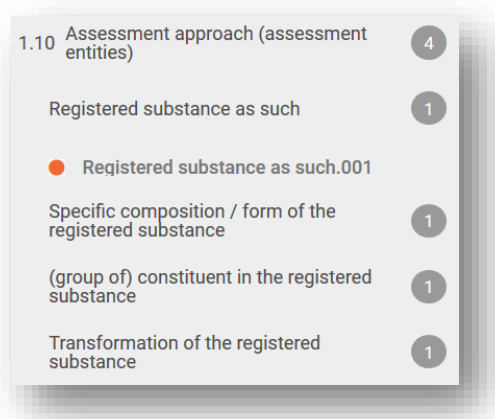 1.10 Assessment approach (assessment 4
entities)
Registered substance as such 1
Registered substance as such.001
Specific composition / form of the 1
registered substance
(group of) constituent in the registered 1
substance
Transformation of the registered 1
substance